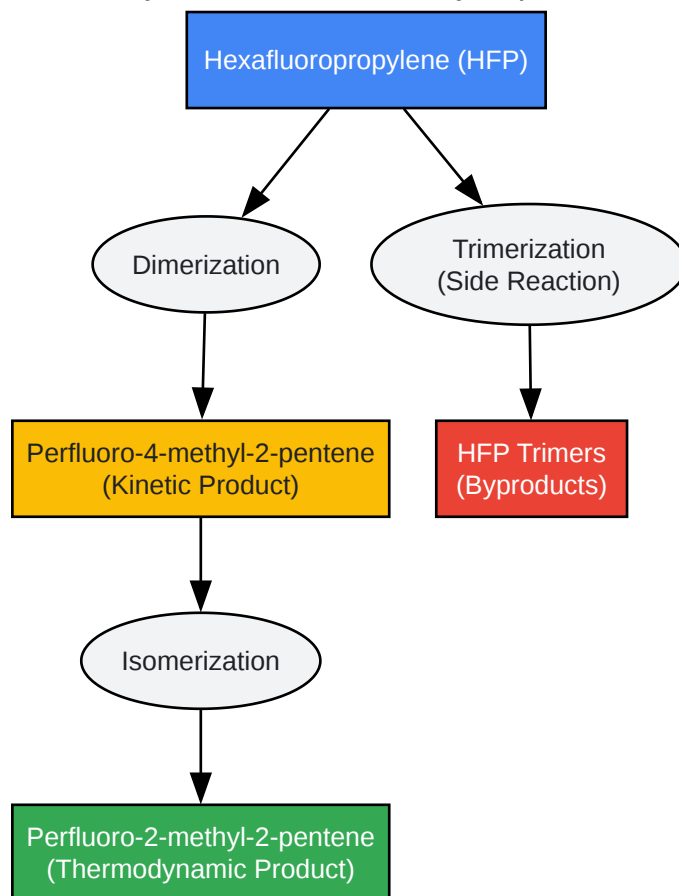 Hexafluoropropylene (HFP)
Dimerization
Trimerization
(Side Reaction)
Perfluoro-4-methyl-2-pentene
(Kinetic Product)
HFP Trimers
(Byproducts)
Isomerization
Perfluoro-2-methyl-2-pentene
(Thermodynamic Product)